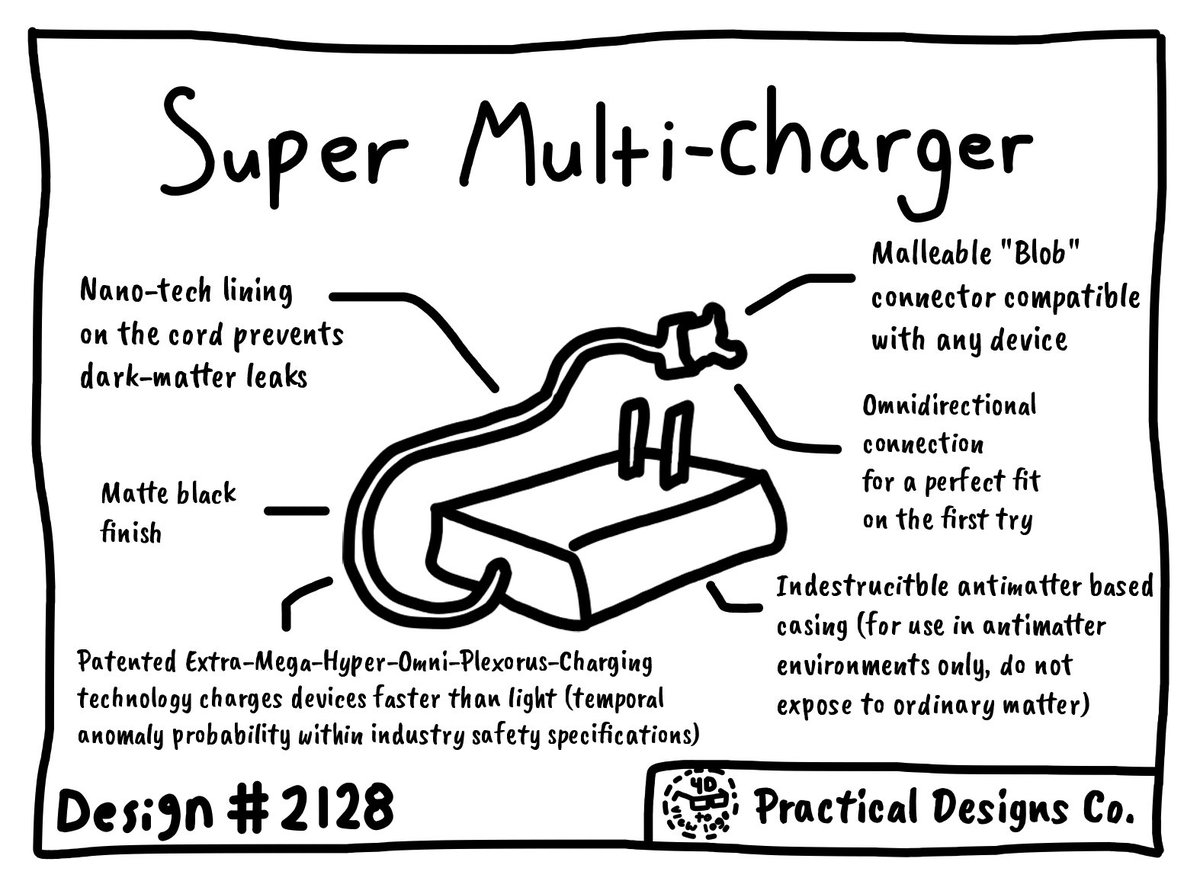 Super Multi-charger
Nano-tech lining
on the cord prevents
dark-matter leaks
Malleable "Blob"
connector compatible
with any device
Omnidirectional
connection
for a perfect fit
on the first try
Matte black
finish
Indestrucitble antimatter based
casing (for use in antimatter
environments only, do not
expose to ordinary matter)
Patented Extra-Mega-Hyper-Omni-Plexorus-Charging
technology charges devices faster than light (temporal
anomaly probability within industry safety specifications)
Design #2128
4D
to
view logo
Practical Designs Co.